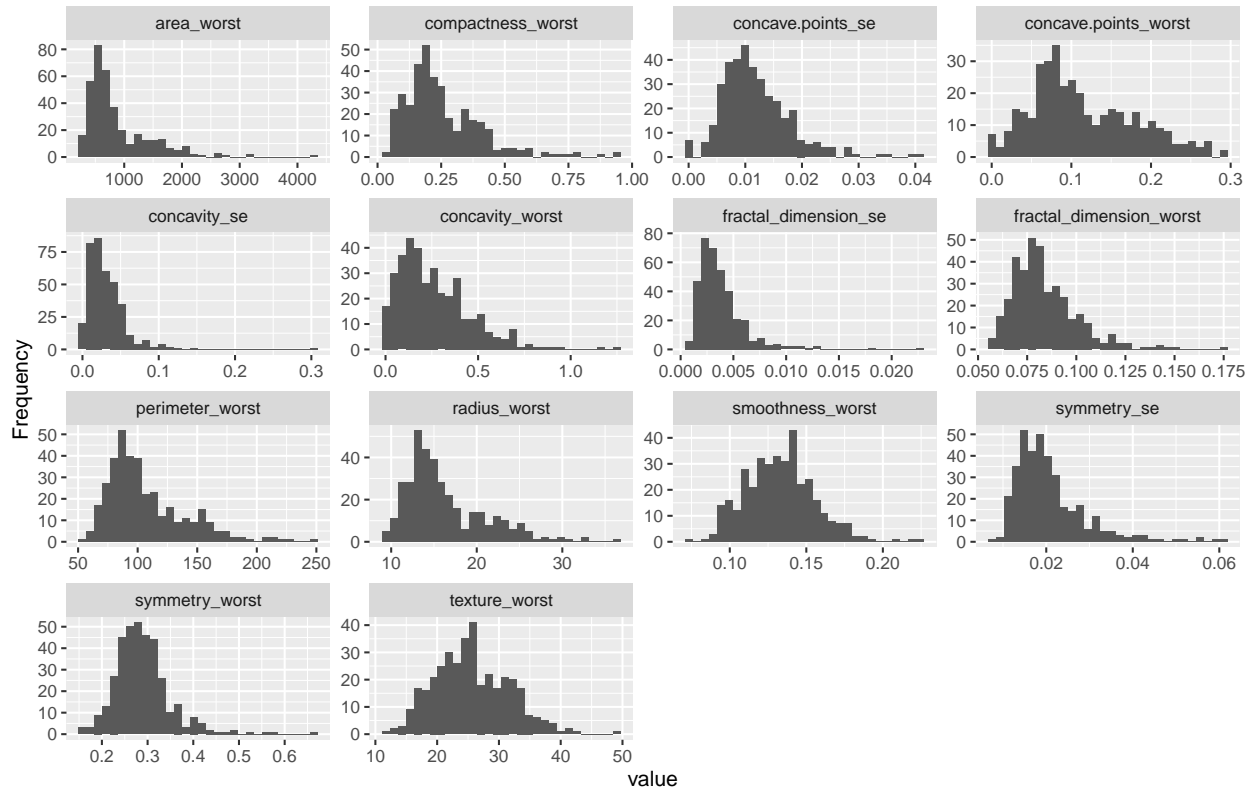 area_worst compactness_worst concave.points_se concave.points_worst
80 60 40 20 0
1000 2000 3000 4000
50 40 30 20 10 0
0.00 0.25 0.50 0.75 1.00
40 30 20 10 0
0.00 0.01 0.02 0.03 0.04
30 20 10 0
0.0 0.1 0.2 0.3
concavity_se concavity_worst fractal_dimension_se fractal_dimension_worst
75 50 25 0
0.0 0.1 0.2 0.3
40 30 20 10 0
0.0 0.5 1.0
80 60 40 20 0
0.000 0.005 0.010 0.015 0.020
50 40 30 20 10 0
0.050 0.075 0.100 0.125 0.150 0.175
Frequency
perimeter_worst radius_worst smoothness_worst symmetry_se
50 40 30 20 10 0
50 100 150 200 250
40 20 0
10 20 30
40 30 20 10 0
0.10 0.15 0.20
50 40 30 20 10 0
0.02 0.04 0.06
symmetry_worst texture_worst
50 40 30 20 10 0
0.2 0.3 0.4 0.5 0.6
40 30 20 10 0
10 20 30 40 50
value